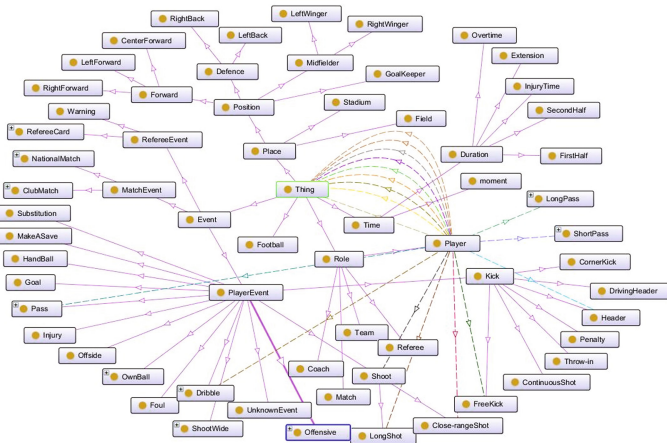 LeftWinger
RightBack
RightWinger
LeftBack
Overtime
CenterForward
Extension
LeftForward
Midfielder
Defence
GoalKeeper
RightForward
Forward
InjuryTime
Position
Stadium
Warning
SecondHalf
Field
RefereeCard
RefereeEvent
Place
Duration
FirstHalf
NationalMatch
moment
ClubMatch
MatchEvent
Thing
LongPass
Substitution
Event
Time
MakeASave
Football
Player
ShortPass
HandBall
Role
CornerKick
Goal
PlayerEvent
Kick
DrivingHeader
Pass
Header
Injury
Team
Penalty
Offside
Referee
Throw-in
OwnBall
Coach
Shoot
ContinuousShot
Dribble
Match
Foul
UnknownEvent
FreeKick
ShootWide
Offensive
LongShot
Close-rangeShot